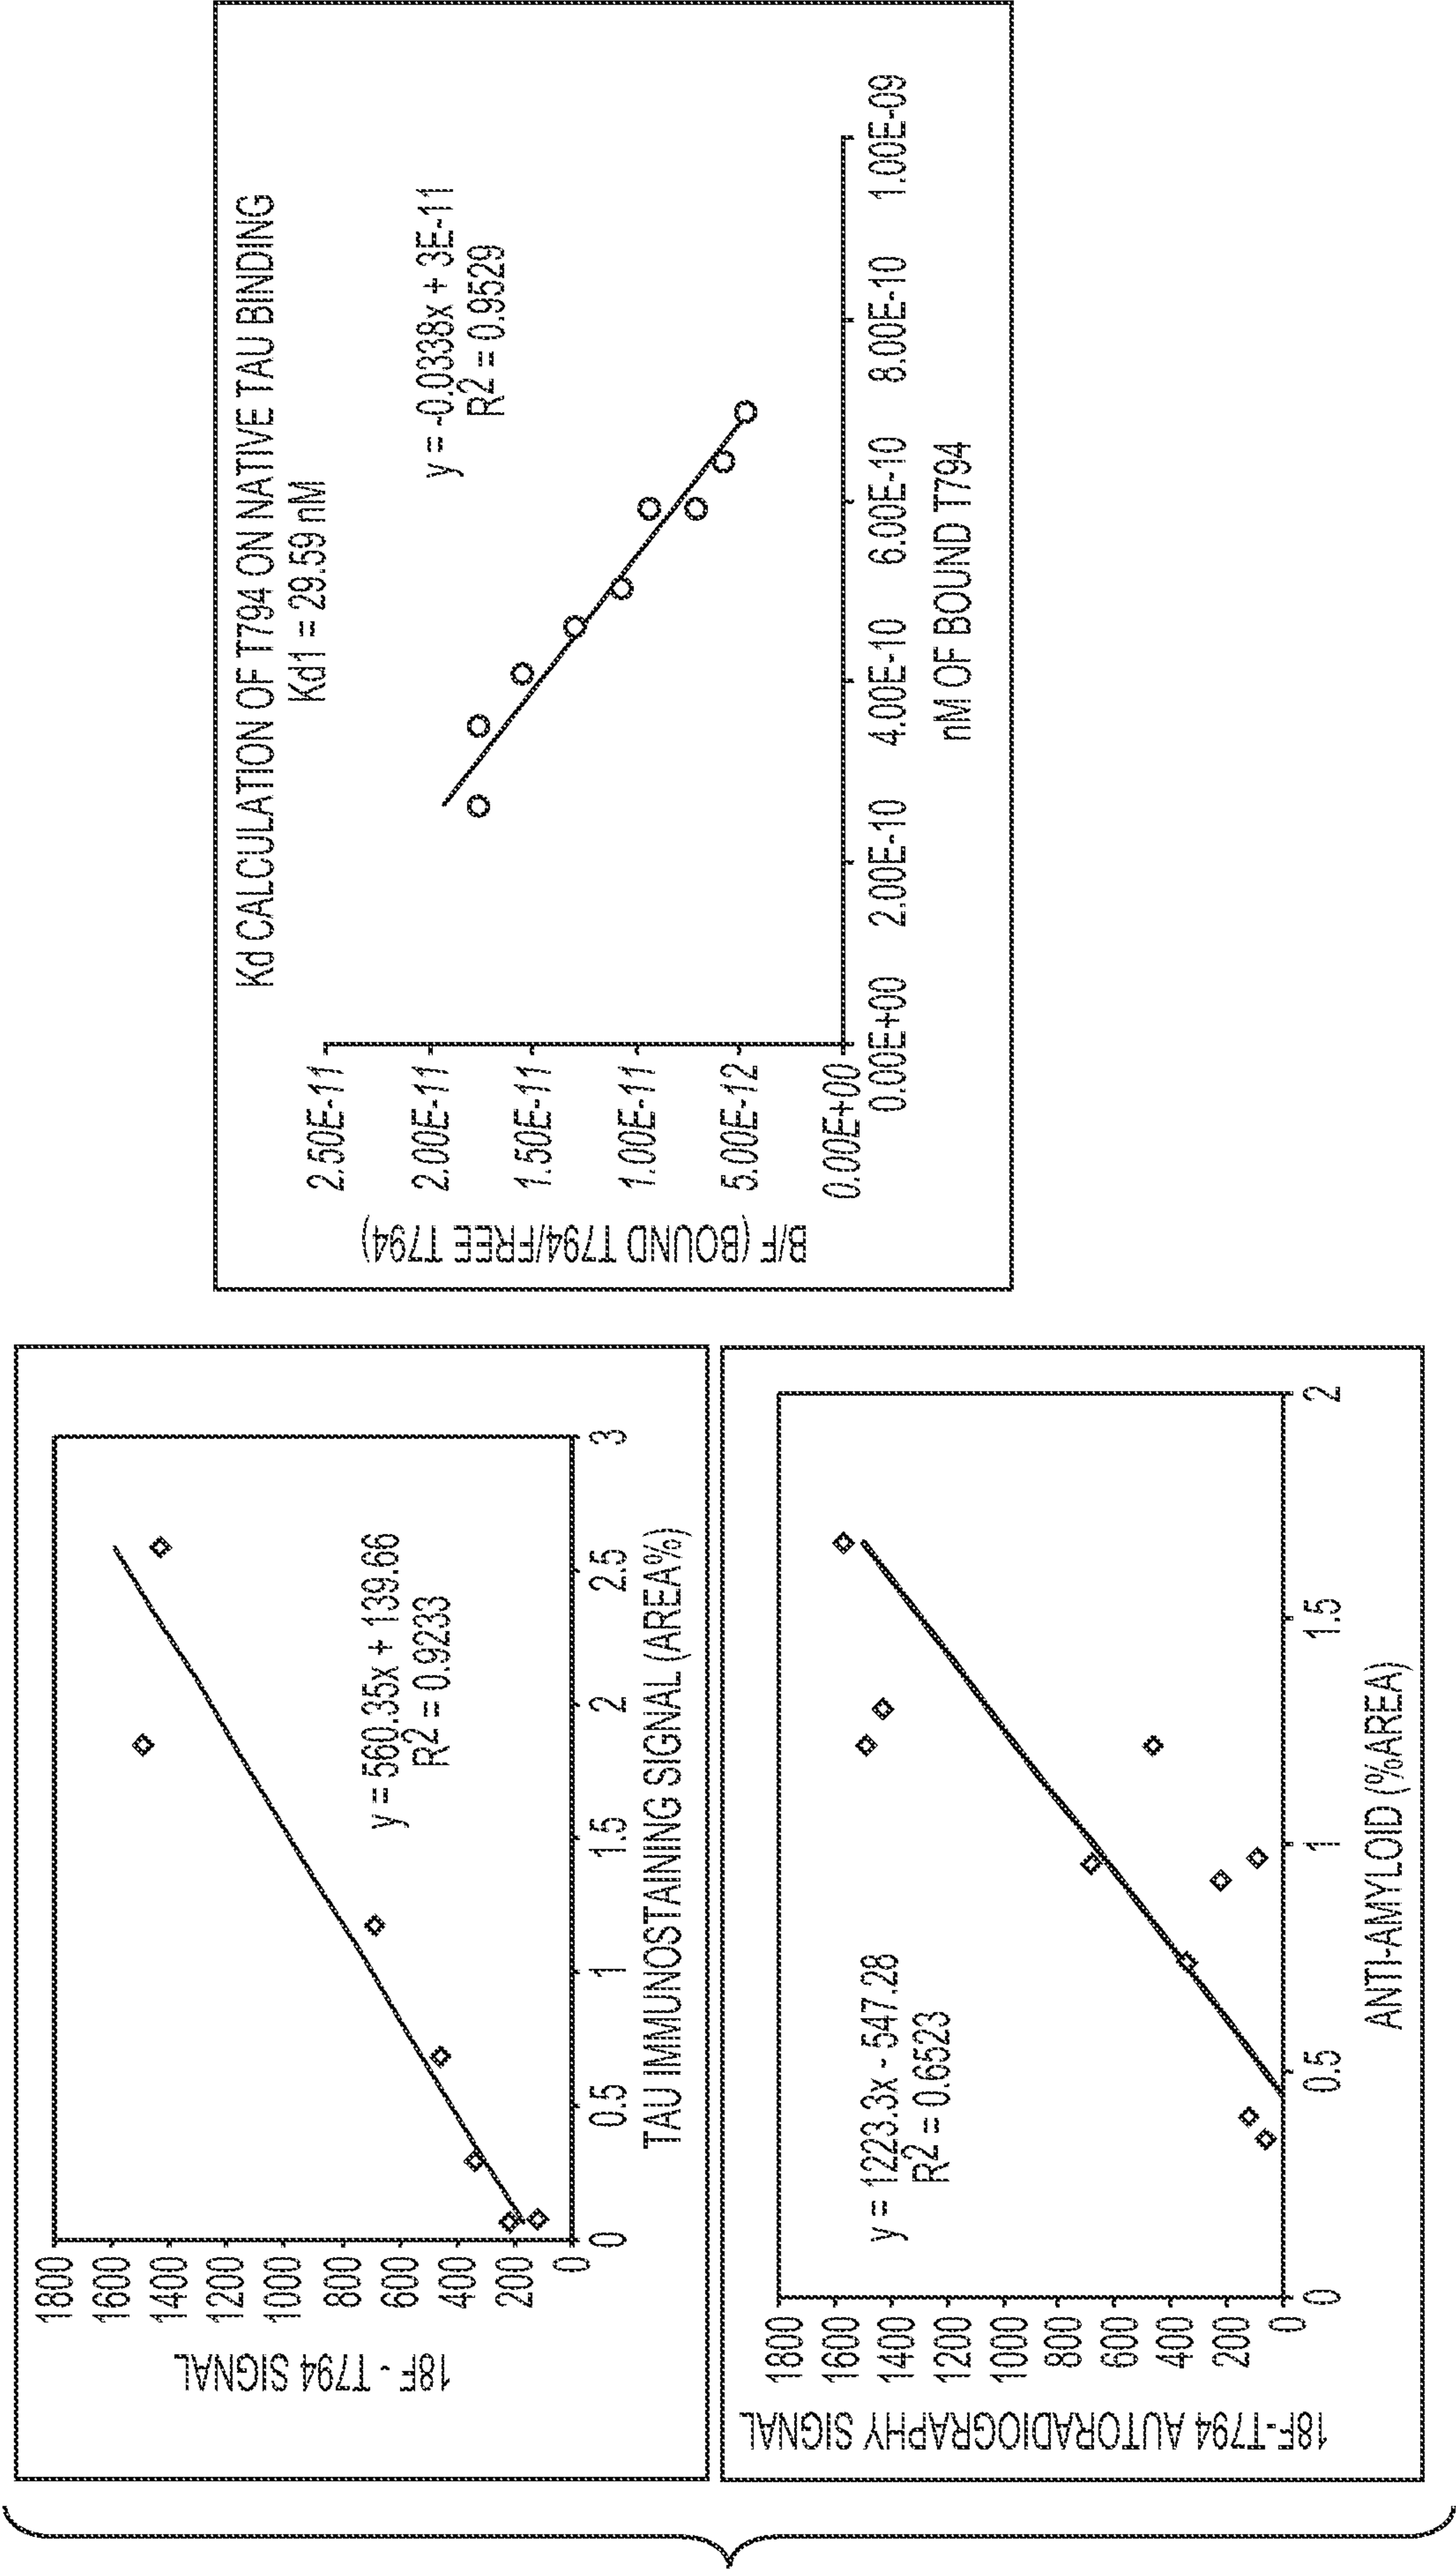 18F - T794 SIGNAL
1800
1600
1400
1200
1000
800
600
400
200
0
y = 560.35x + 139.66
R2 = 0.9233
0
0.5
1
1.5
2
2.5
3
TAU IMMUNOSTAINING SIGNAL (AREA%)
18F-T794 AUTORADIOGRAPHY SIGNAL
1800
1600
1400
1200
1000
800
600
400
200
0
y = 1223.3x - 547.28
R2 = 0.6523
0
0.5
1
1.5
2
ANTI-AMYLOID (%AREA)
Kd CALCULATION OF T794 ON NATIVE TAU BINDING
Kd1 = 29.59 nM
B/F (BOUND T794/FREE T794)
2.50E-11
2.00E-11
1.50E-11
1.00E-11
5.00E-12
0.00E+00
y = -0.0338x + 3E-11
R2 = 0.9529
0.00E+00
2.00E-10
4.00E-10
6.00E-10
8.00E-10
1.00E-09
nM OF BOUND T794